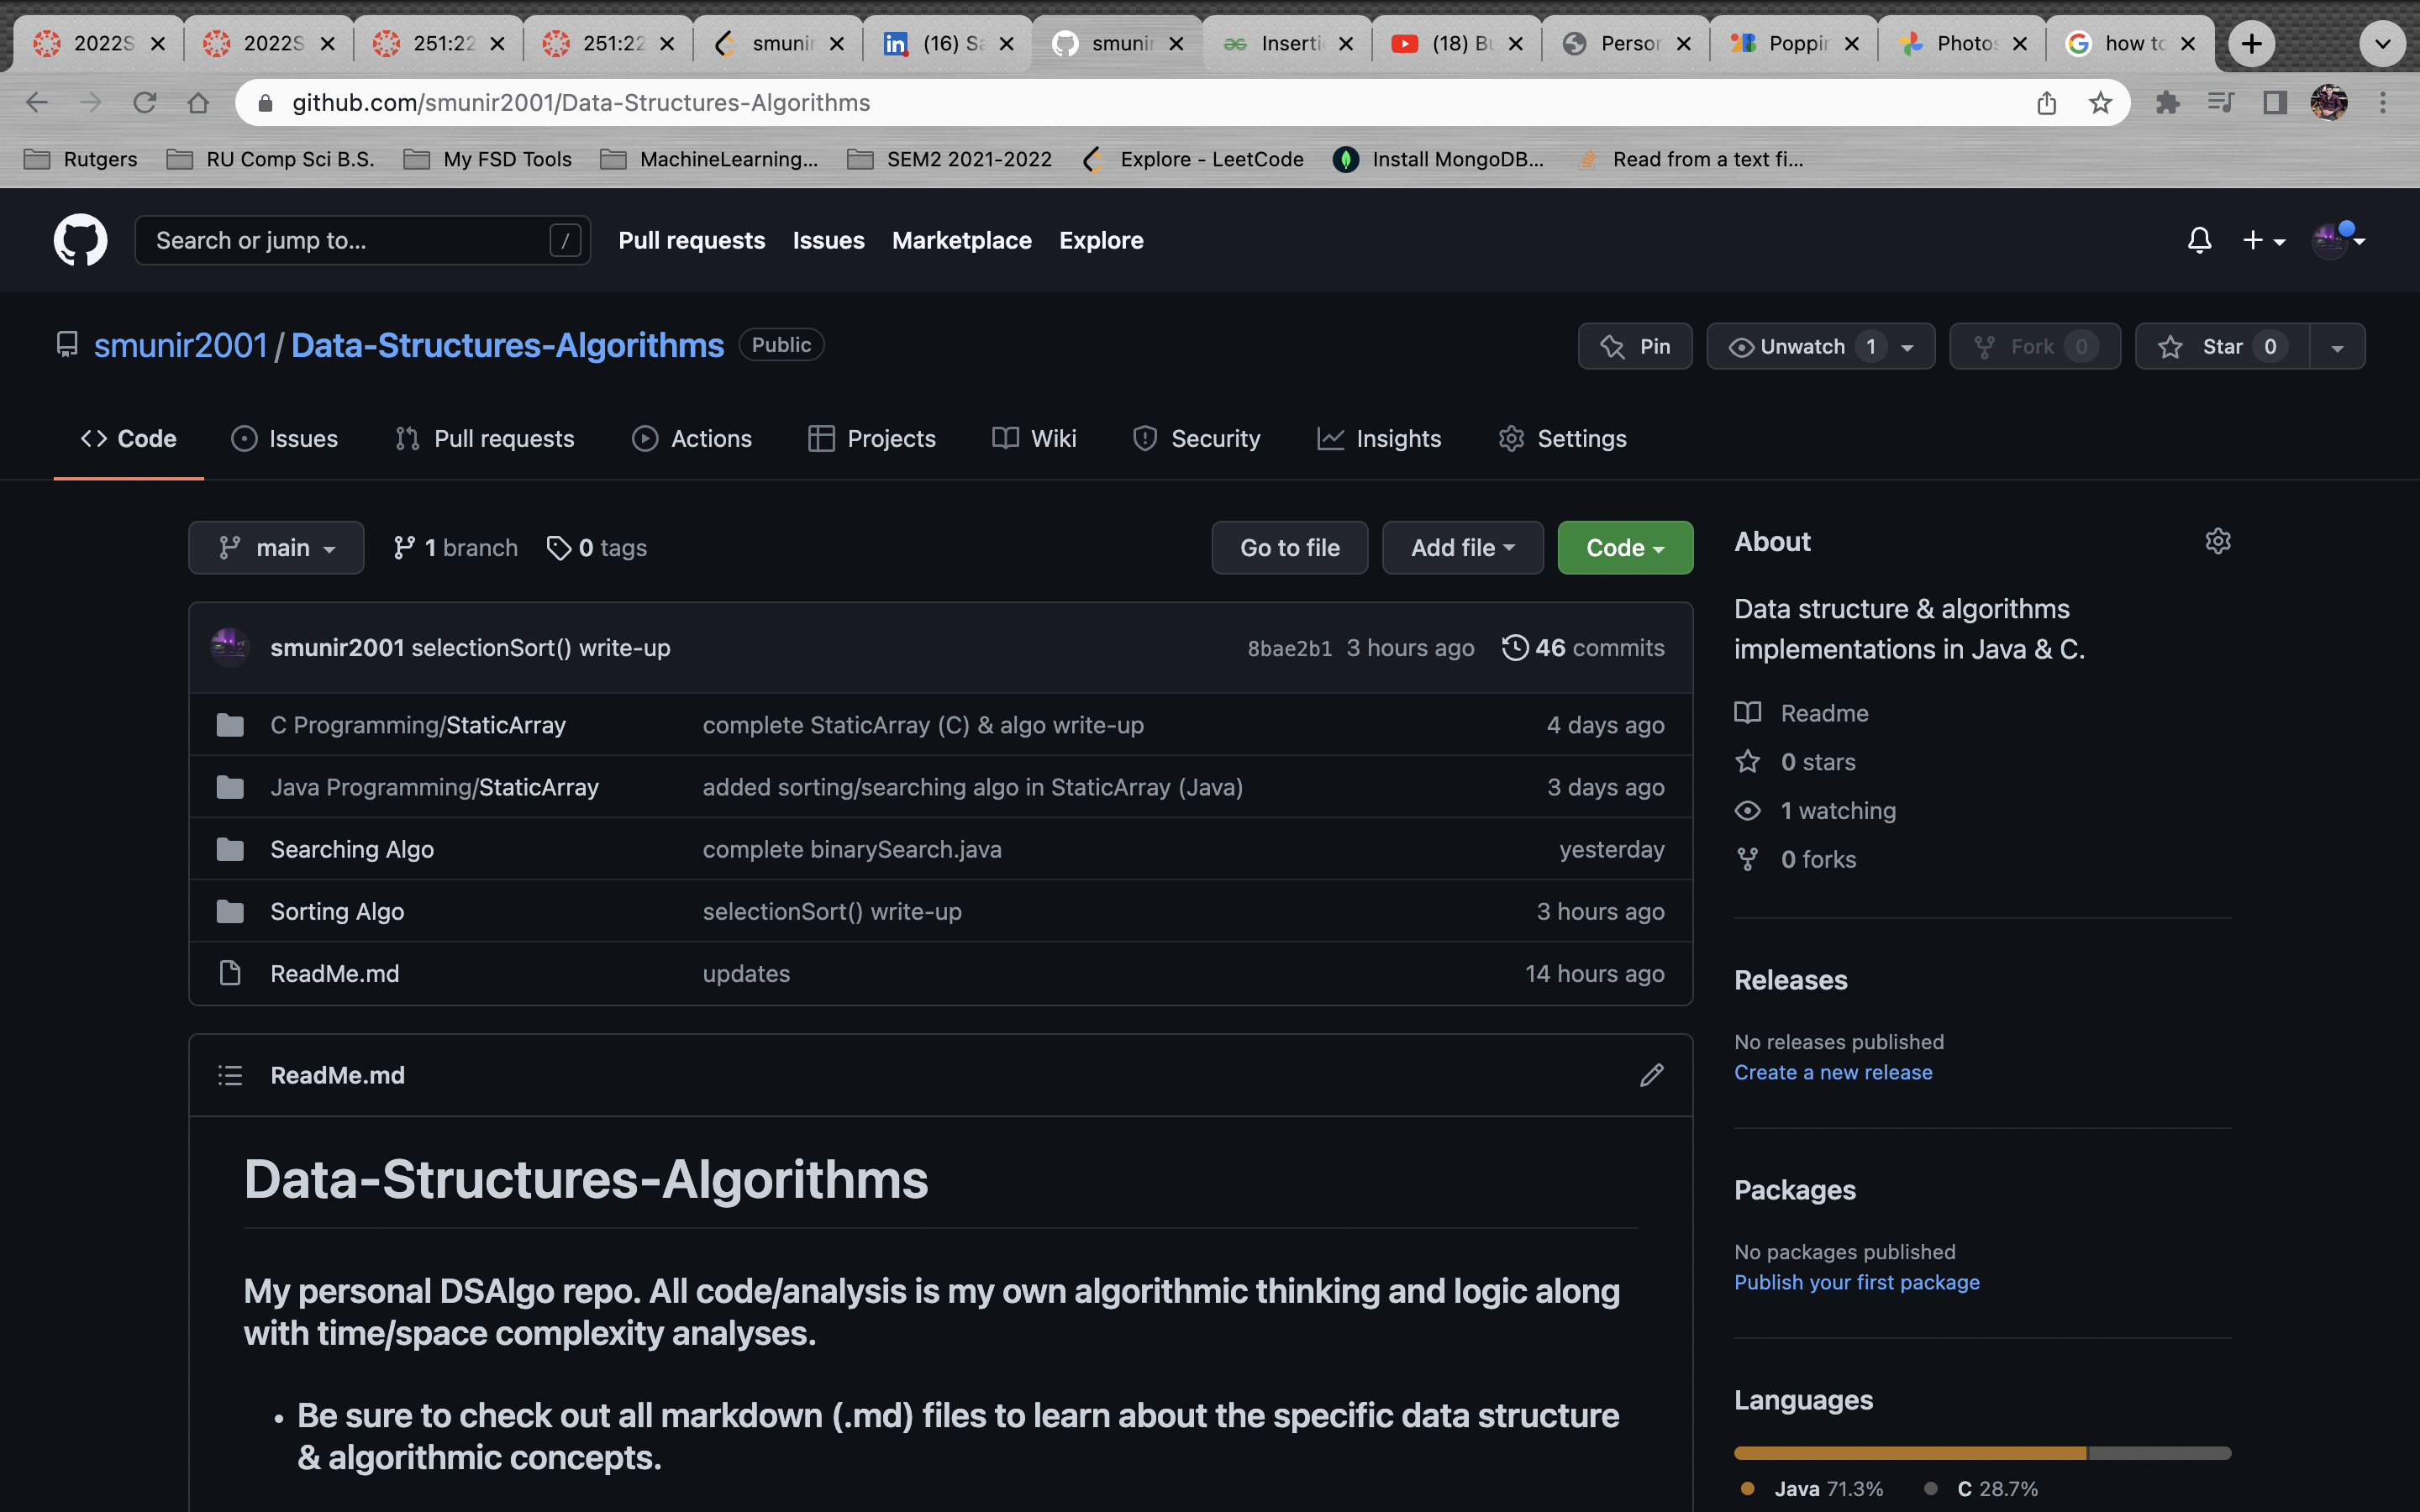 2022S
2022S
251:22
251:22
smunir
(16) Sa
smunir
Inserti
(18) Bu
Persor
Poppir
Photos
how to
github.com/smunir2001/Data-Structures-Algorithms
Rutgers
RU Comp Sci B.S.
My FSD Tools
MachineLearning...
SEM2 2021-2022
Explore - LeetCode
Install MongoDB...
Read from a text fi...
Search or jump to... /
Pull requests
Issues
Marketplace
Explore
smunir2001 / Data-Structures-Algorithms Public
Pin
Unwatch 1
Fork 0
Star 0
Code
Issues
Pull requests
Actions
Projects
Wiki
Security
Insights
Settings
main
1 branch
0 tags
Go to file
Add file
Code
smunir2001 selectionSort() write-up 8bae2b1 3 hours ago 46 commits
C Programming/StaticArray complete StaticArray (C) & algo write-up 4 days ago
Java Programming/StaticArray added sorting/searching algo in StaticArray (Java) 3 days ago
Searching Algo complete binarySearch.java yesterday
Sorting Algo selectionSort() write-up 3 hours ago
ReadMe.md updates 14 hours ago
ReadMe.md
Data-Structures-Algorithms
My personal DSAlgo repo. All code/analysis is my own algorithmic thinking and logic along
with time/space complexity analyses.
• Be sure to check out all markdown (.md) files to learn about the specific data structure
& algorithmic concepts.
About
Data structure & algorithms
implementations in Java & C.
Readme
0 stars
1 watching
0 forks
Releases
No releases published
Create a new release
Packages
No packages published
Publish your first package
Languages
Java 71.3%
C 28.7%